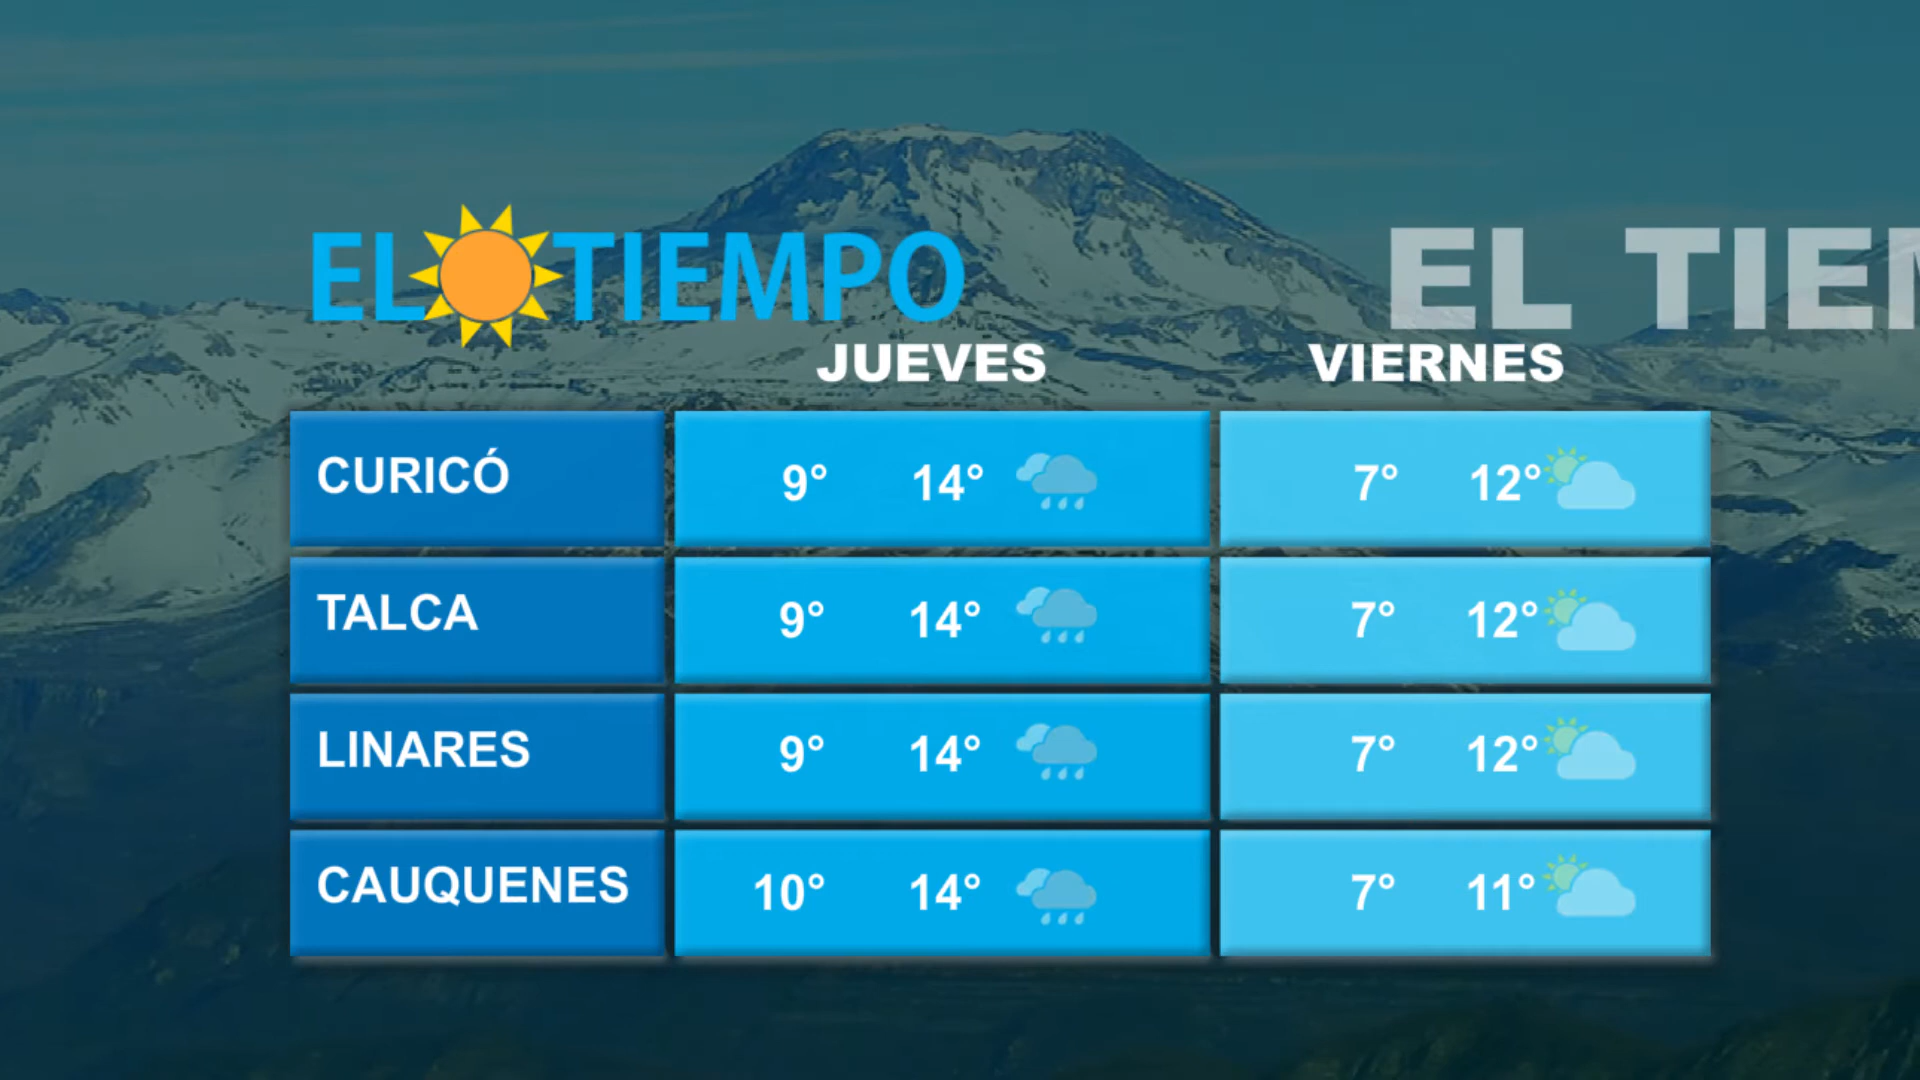 EL TIEMPO
EL TIEM
JUEVES VIERNES
CURICÓ 9° 14° 7° 12°
TALCA 9° 14° 7° 12°
LINARES 9° 14° 7° 12°
CAUQUENES 10° 14° 7° 11°